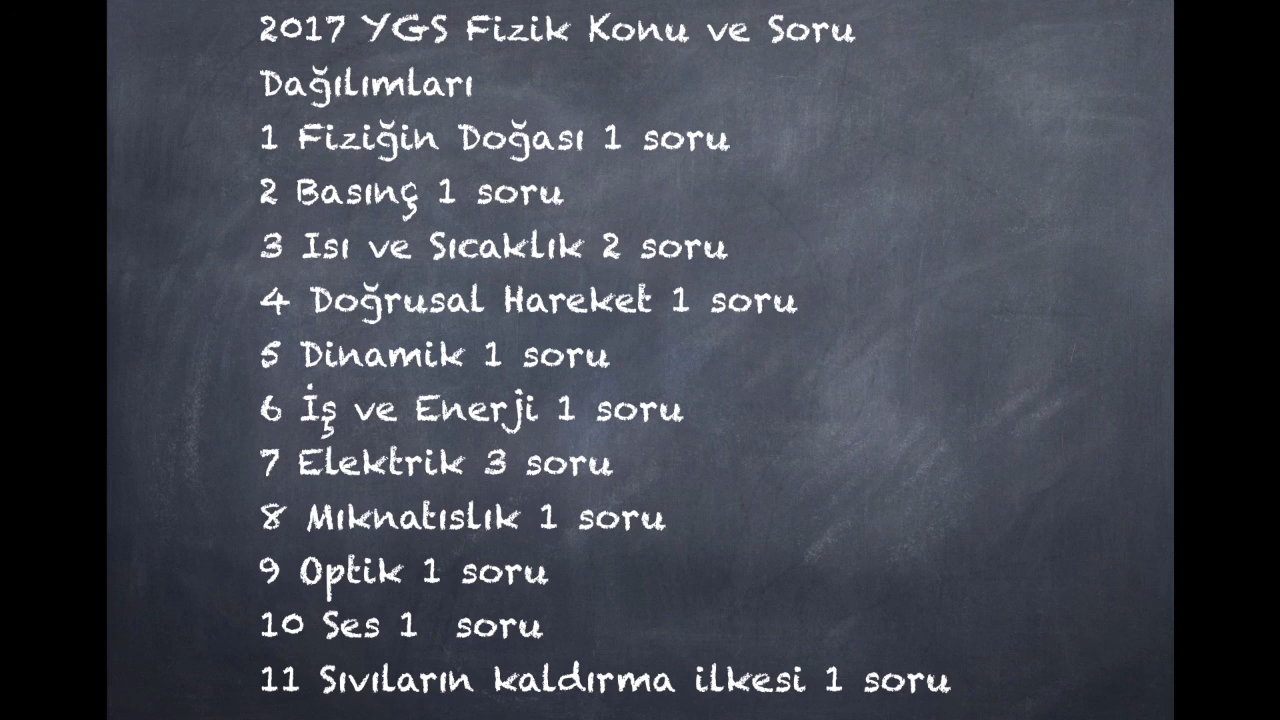 2017 YGS Fizik Konu ve Soru
Dağılımları
1 Fiziğin Doğası 1 soru
2 Basınç 1 soru
3 Isı ve Sıcaklık 2 soru
4 Doğrusal Hareket 1 soru
5 Dinamik 1 soru
6 İş ve Enerji 1 soru
7 Elektrik 3 soru
8 Mıknatıslık 1 soru
9 Optik 1 soru
10 Ses 1 soru
11 Sıvıların kaldırma ilkesi 1 soru